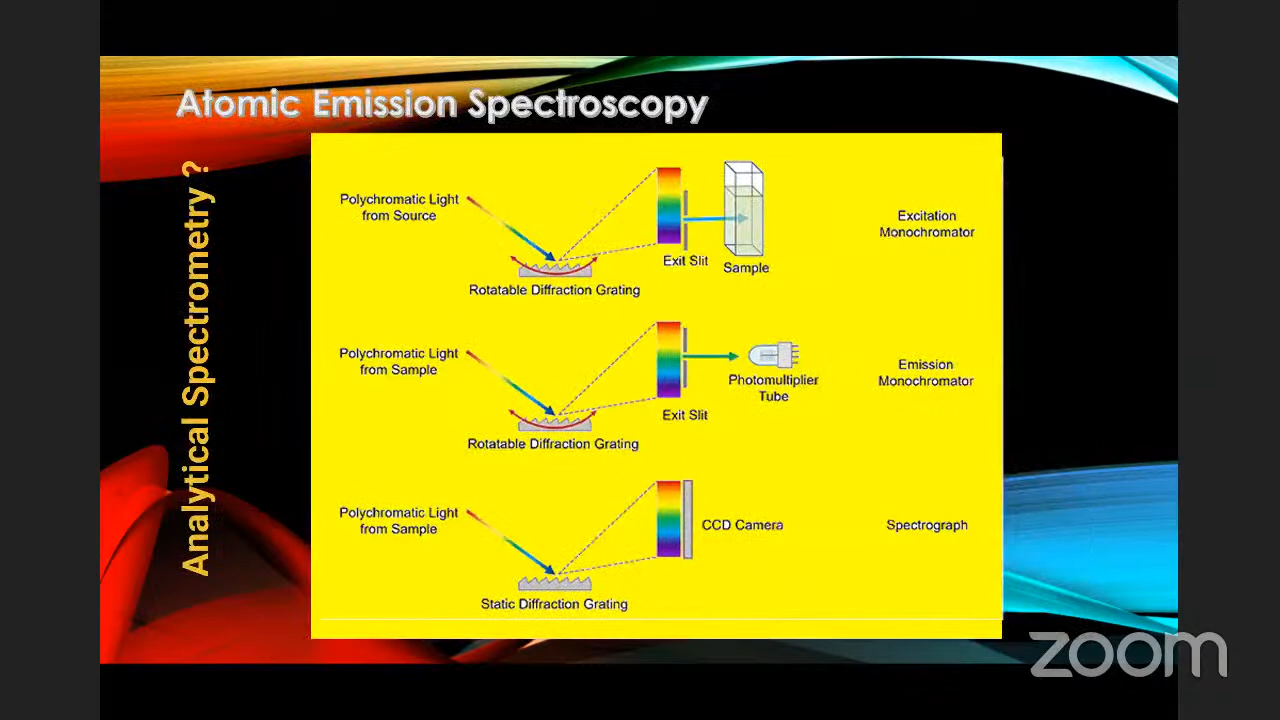 Atomic Emission Spectroscopy
Analytical Spectrometry ?
Polychromatic Light
from Source
Rotatable Diffraction Grating
Exit Slit
Sample
Excitation
Monochromator
Polychromatic Light
from Sample
Rotatable Diffraction Grating
Exit Slit
Photomultiplier
Tube
Emission
Monochromator
Polychromatic Light
from Sample
Static Diffraction Grating
CCD Camera
Spectrograph
zoom